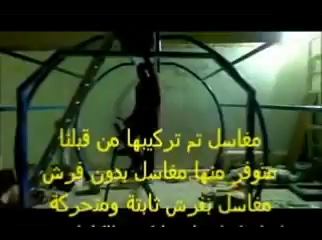 مغاسل تم تركيبها من قبلنا
متوفر منها مغاسل بدون فرش
مغاسل بفرش ثابتة ومتحركة